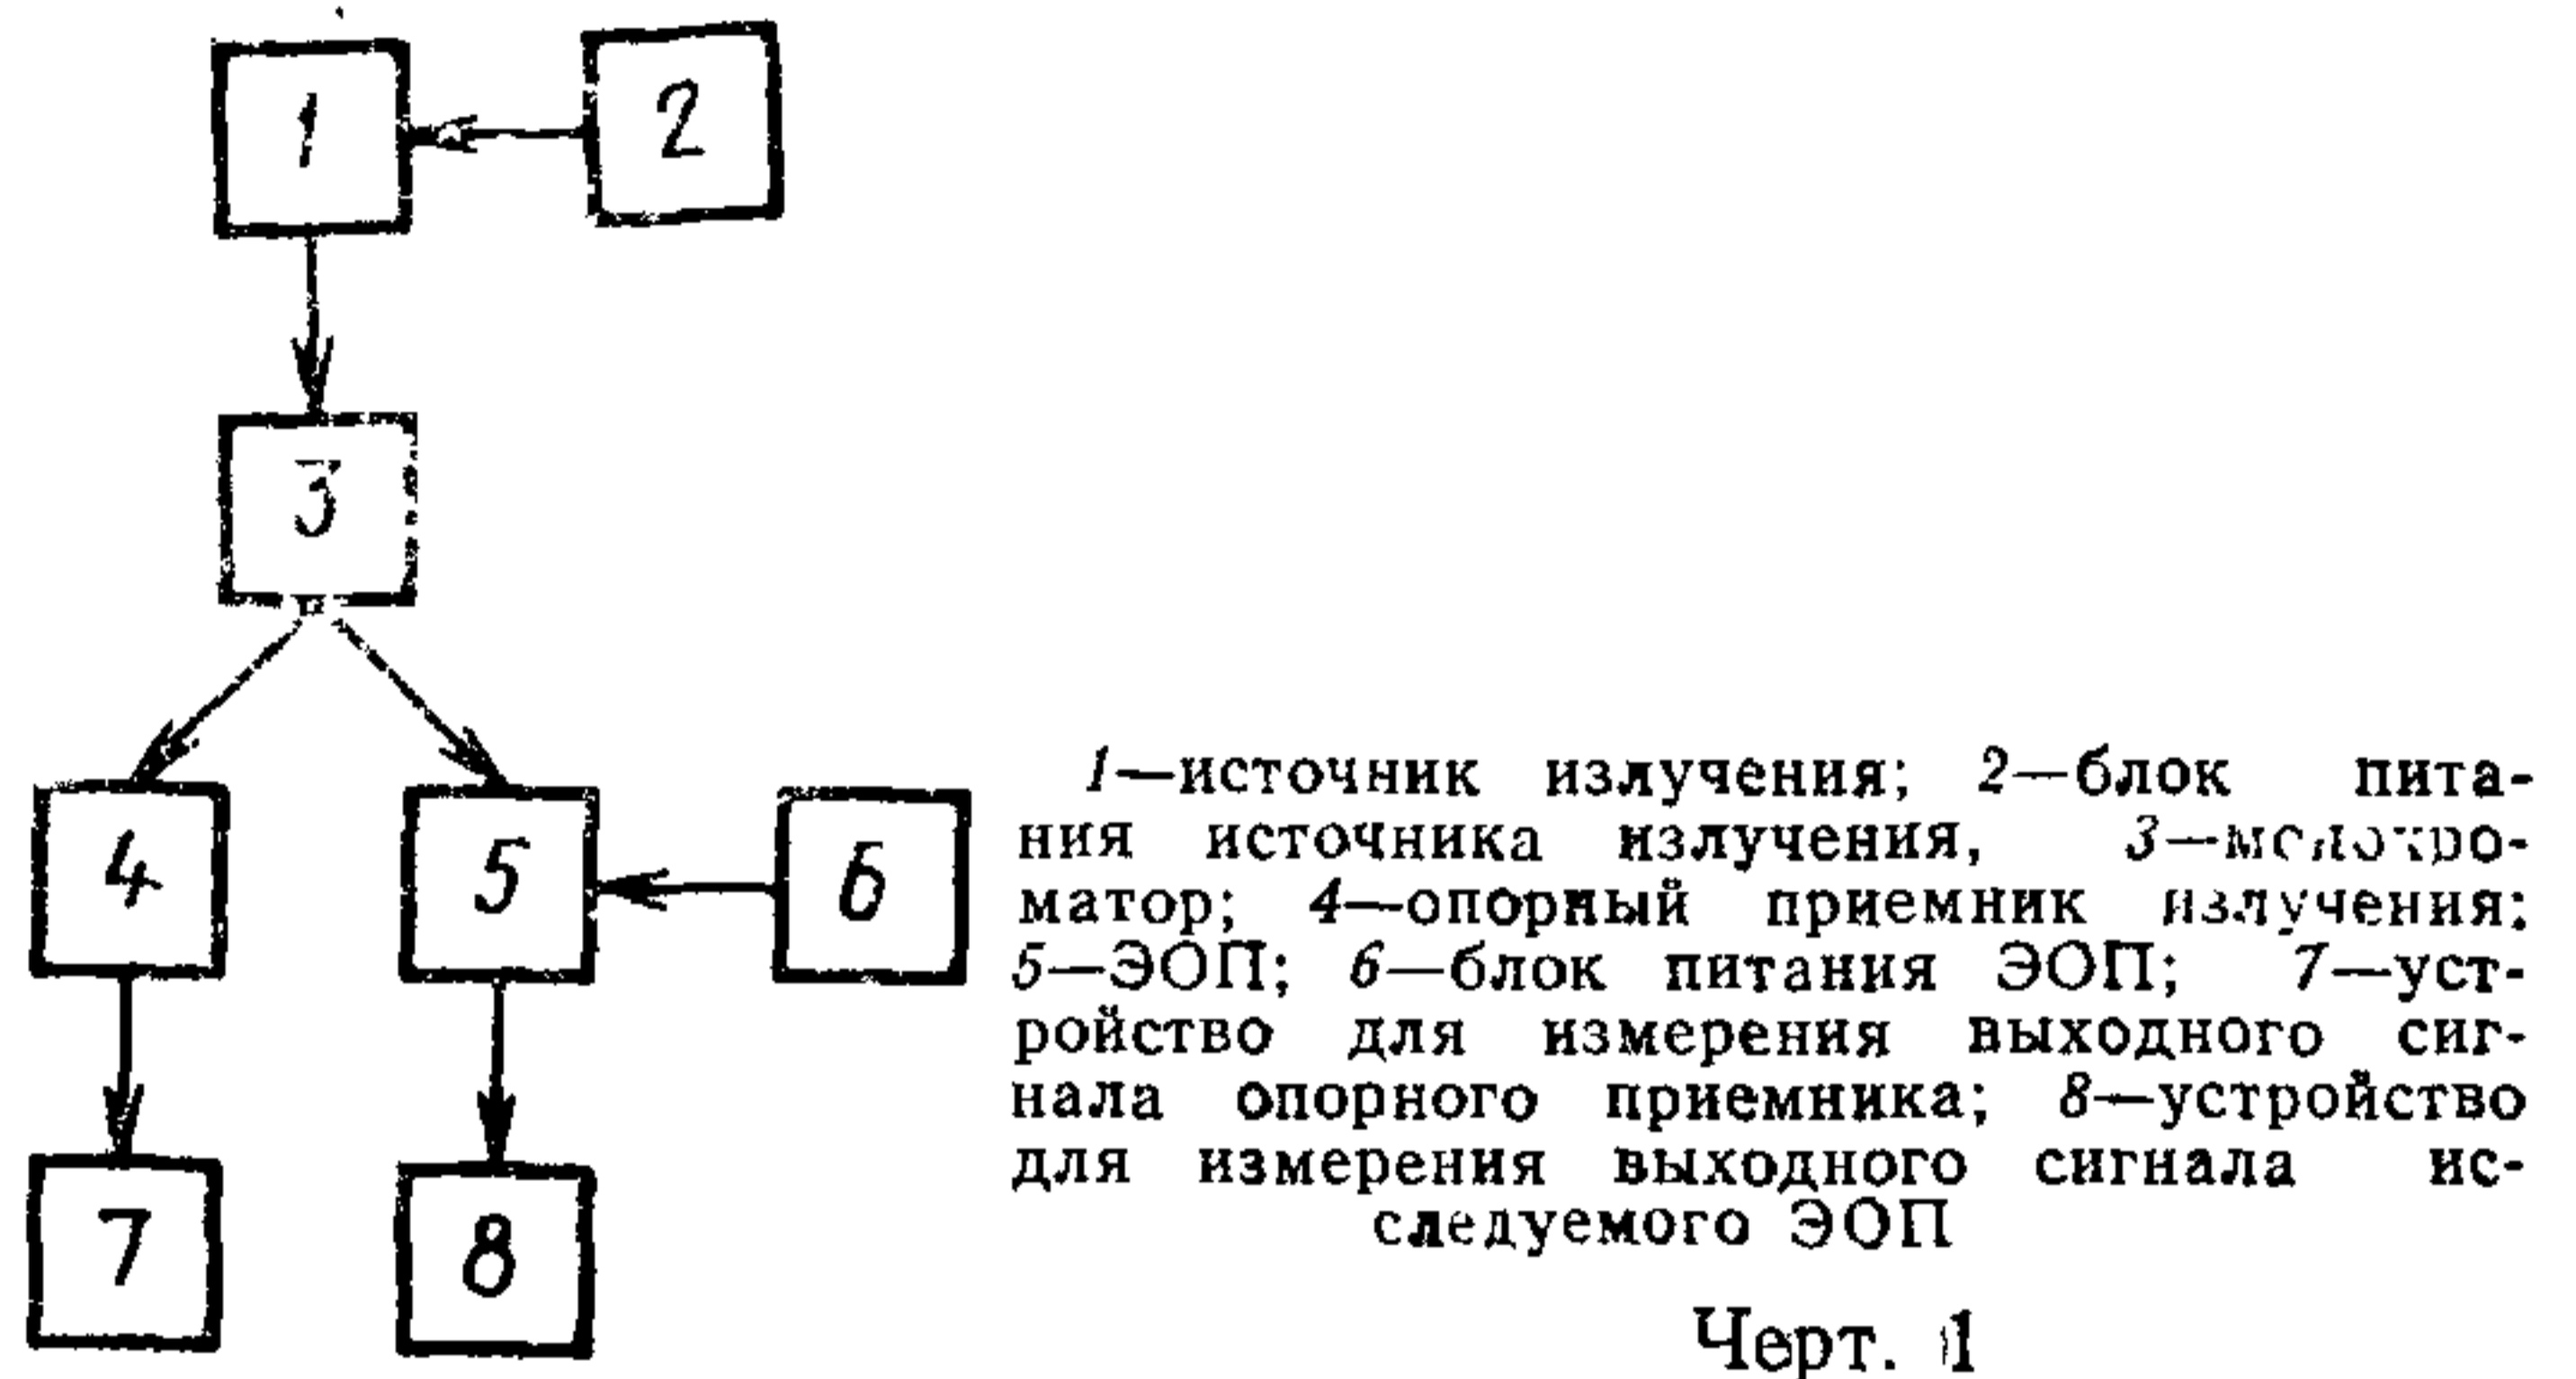 1
2
3
4
5
6
7
8
1—источник излучения; 2—блок пита-
ния источника излучения, 3—монохро-
матор; 4—опорный приемник излучения:
5—ЭОП; 6—блок питания ЭОП; 7—уст-
ройство для измерения выходного сиг-
нала опорного приемника; 8—устройство
для измерения выходного сигнала ис-
следуемого ЭОП
Черт. 1